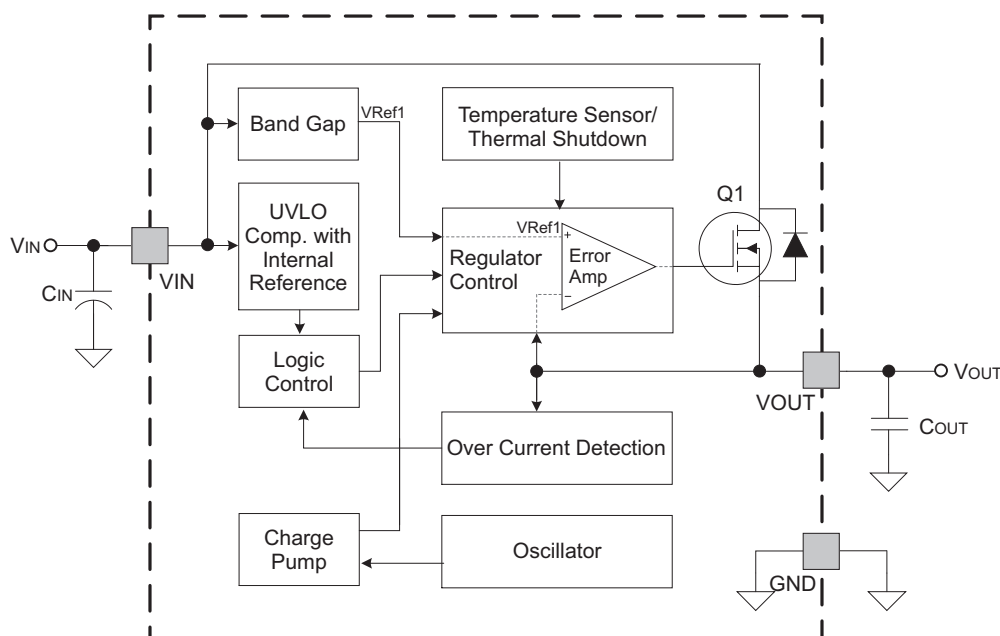 Band Gap
VRef1
Temperature Sensor/
Thermal Shutdown
Q1
UVLO
Comp. with
Internal
Reference
VRef1
+
Regulator
Control
Error
Amp
−
VIN
VIN
CIN
Logic
Control
VOUT
VOUT
COUT
Over Current Detection
Charge
Pump
Oscillator
GND